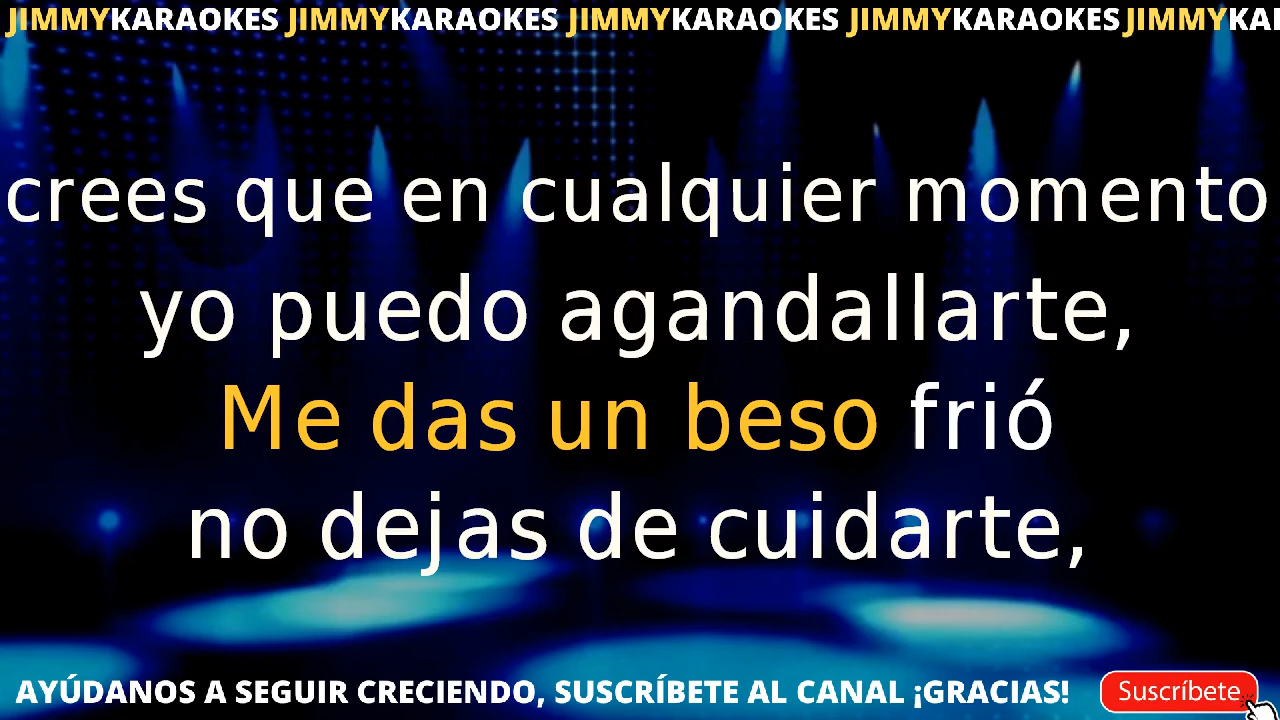 JIMMYKARAOKES JIMMYKARAOKES JIMMYKARAOKES JIMMYKARAOKES JIMMYKA
crees que en cualquier momento
yo puedo agandallarte,
Me das un beso frió
no dejas de cuidarte,
AYÚDANOS A SEGUIR CRECIENDO, SUSCRÍBETE AL CANAL ¡GRACIAS! Suscríbete